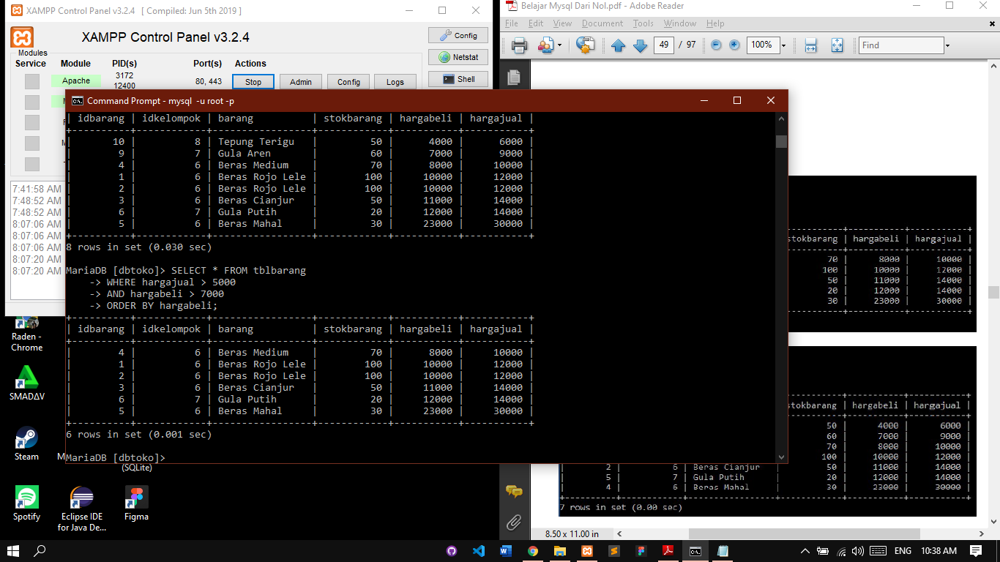 XAMPP Control Panel v3.2.4 [ Compiled: Jun 5th 2019 ]
XAMPP Control Panel v3.2.4
Config
Netstat
Shell
Modules
Service Module PID(s) Port(s) Actions
Apache 3172 12400 80, 443 Stop Admin Config Logs
7:41:58 AM
7:48:52 AM
7:48:52 AM
8:07:06 AM
8:07:06 AM
8:07:06 AM
8:07:20 AM
8:07:20 AM
Belajar Mysql Dari Nol.pdf - Adobe Reader
File Edit View Document Tools Window Help
49 / 97 100% Find
Command Prompt - mysql -u root -p
| idbarang | idkelompok | barang | stokbarang | hargabeli | hargajual |
+----------+------------+-----------------+------------+-----------+-----------+
| 10 | 8 | Tepung Terigu | 50 | 4000 | 6000 |
| 9 | 7 | Gula Aren | 60 | 7000 | 9000 |
| 4 | 6 | Beras Medium | 70 | 8000 | 10000 |
| 1 | 6 | Beras Rojo Lele | 100 | 10000 | 12000 |
| 2 | 6 | Beras Rojo Lele | 100 | 10000 | 12000 |
| 3 | 6 | Beras Cianjur | 50 | 11000 | 14000 |
| 6 | 7 | Gula Putih | 20 | 12000 | 14000 |
| 5 | 6 | Beras Mahal | 30 | 23000 | 30000 |
+----------+------------+-----------------+------------+-----------+-----------+
8 rows in set (0.030 sec)
MariaDB [dbtoko]> SELECT * FROM tblbarang
-> WHERE hargajual > 5000
-> AND hargabeli > 7000
-> ORDER BY hargabeli;
+----------+------------+-----------------+------------+-----------+-----------+
| idbarang | idkelompok | barang | stokbarang | hargabeli | hargajual |
+----------+------------+-----------------+------------+-----------+-----------+
| 4 | 6 | Beras Medium | 70 | 8000 | 10000 |
| 1 | 6 | Beras Rojo Lele | 100 | 10000 | 12000 |
| 2 | 6 | Beras Rojo Lele | 100 | 10000 | 12000 |
| 3 | 6 | Beras Cianjur | 50 | 11000 | 14000 |
| 6 | 7 | Gula Putih | 20 | 12000 | 14000 |
| 5 | 6 | Beras Mahal | 30 | 23000 | 30000 |
+----------+------------+-----------------+------------+-----------+-----------+
6 rows in set (0.001 sec)
MariaDB [dbtoko]>
stokbarang | hargabeli | hargajual |
70 | 8000 | 10000 |
100 | 10000 | 12000 |
50 | 11000 | 14000 |
20 | 12000 | 14000 |
30 | 23000 | 30000 |
stokbarang | hargabeli | hargajual |
50 | 4000 | 6000 |
60 | 7000 | 9000 |
70 | 8000 | 10000 |
100 | 10000 | 12000 |
| 2 | 6 | Beras Cianjur | 50 | 11000 | 14000 |
| 5 | 7 | Gula Putih | 20 | 12000 | 14000 |
| 4 | 6 | Beras Mahal | 30 | 23000 | 30000 |
7 rows in set (0.00 sec)
8.50 x 11.00 in
Raden - Chrome
SMADΔV
Steam
(SQLite)
Spotify
Eclipse IDE for Java De...
Figma
ENG 10:38 AM